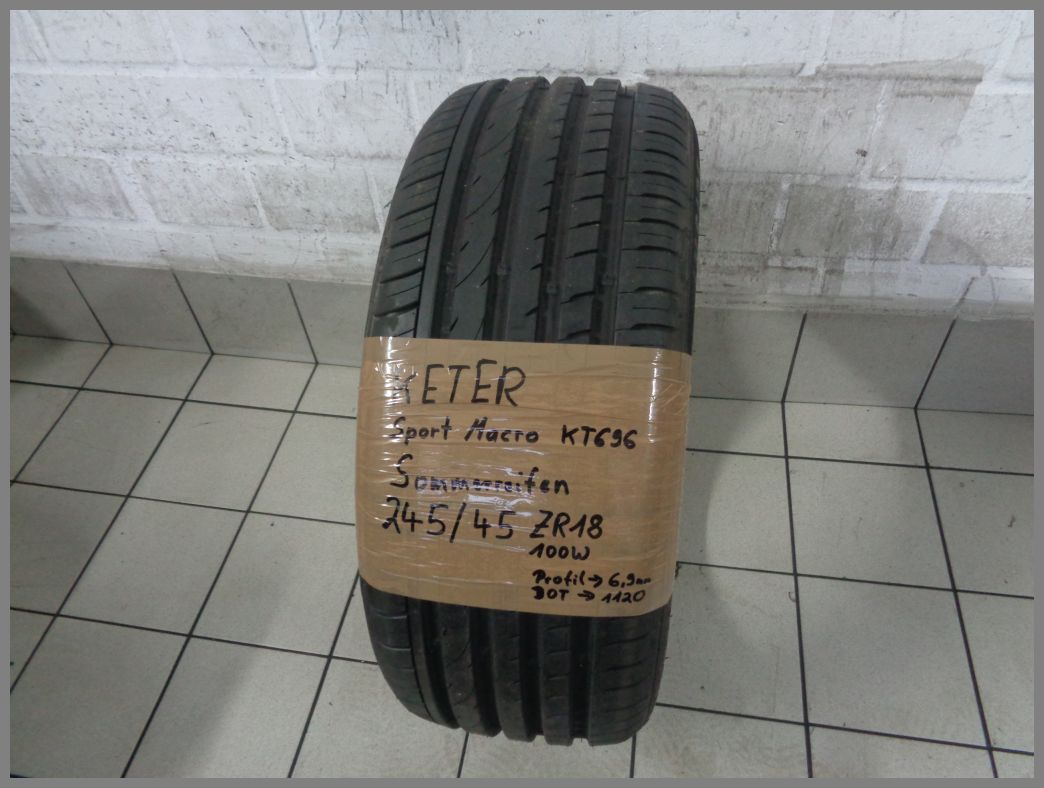 KETER
Sport Macro KT696
Sommerreifen
245/45 ZR18
100W
Profil → 6,9mm
DOT → 1120